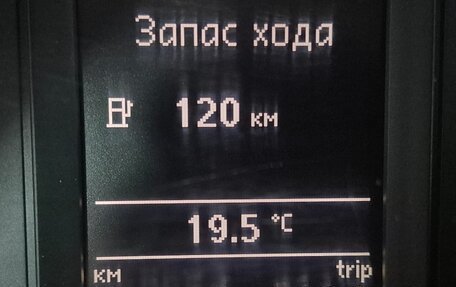 Запас хода
120 км
19.5 °C
км trip